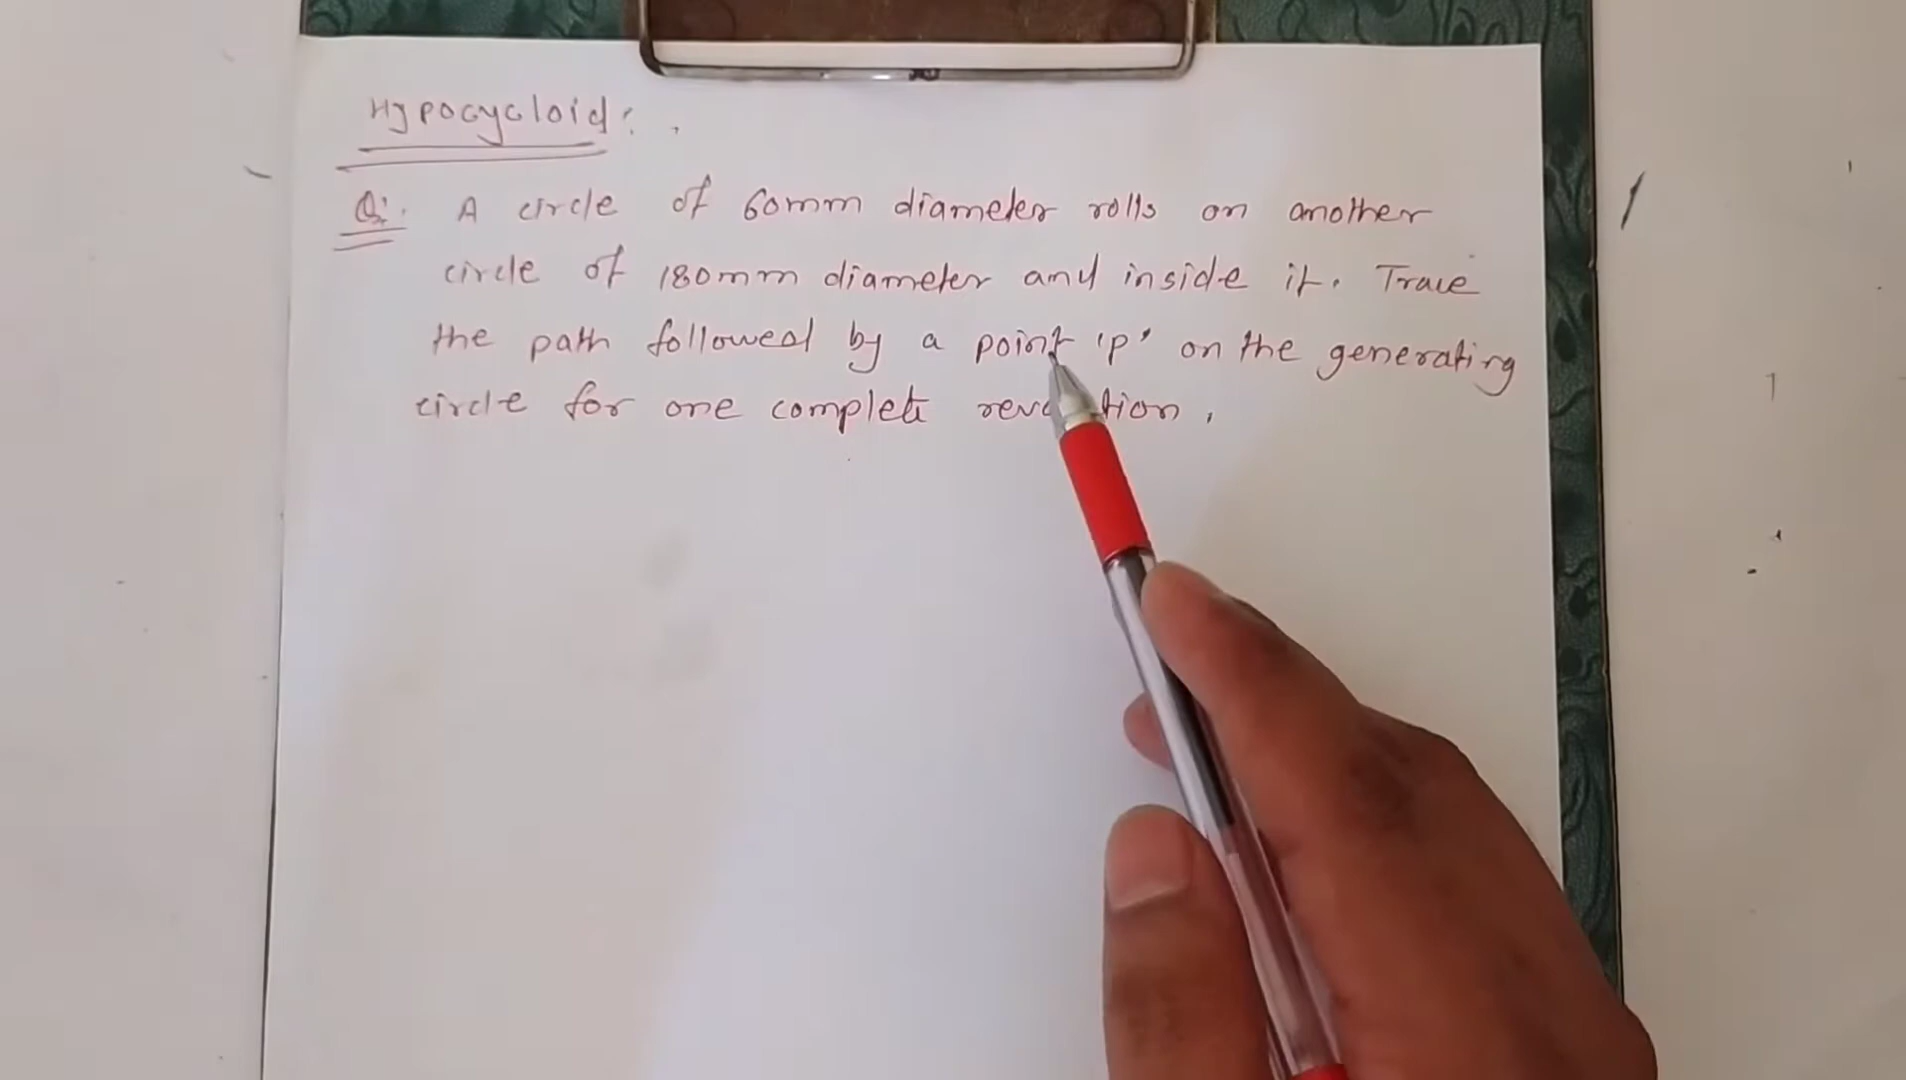 Hypocycloid:
Q: A circle of 60mm diameter rolls on another
circle of 180mm diameter and inside it. Trace
the path followed by a point 'p' on the generating
circle for one complete revolution.